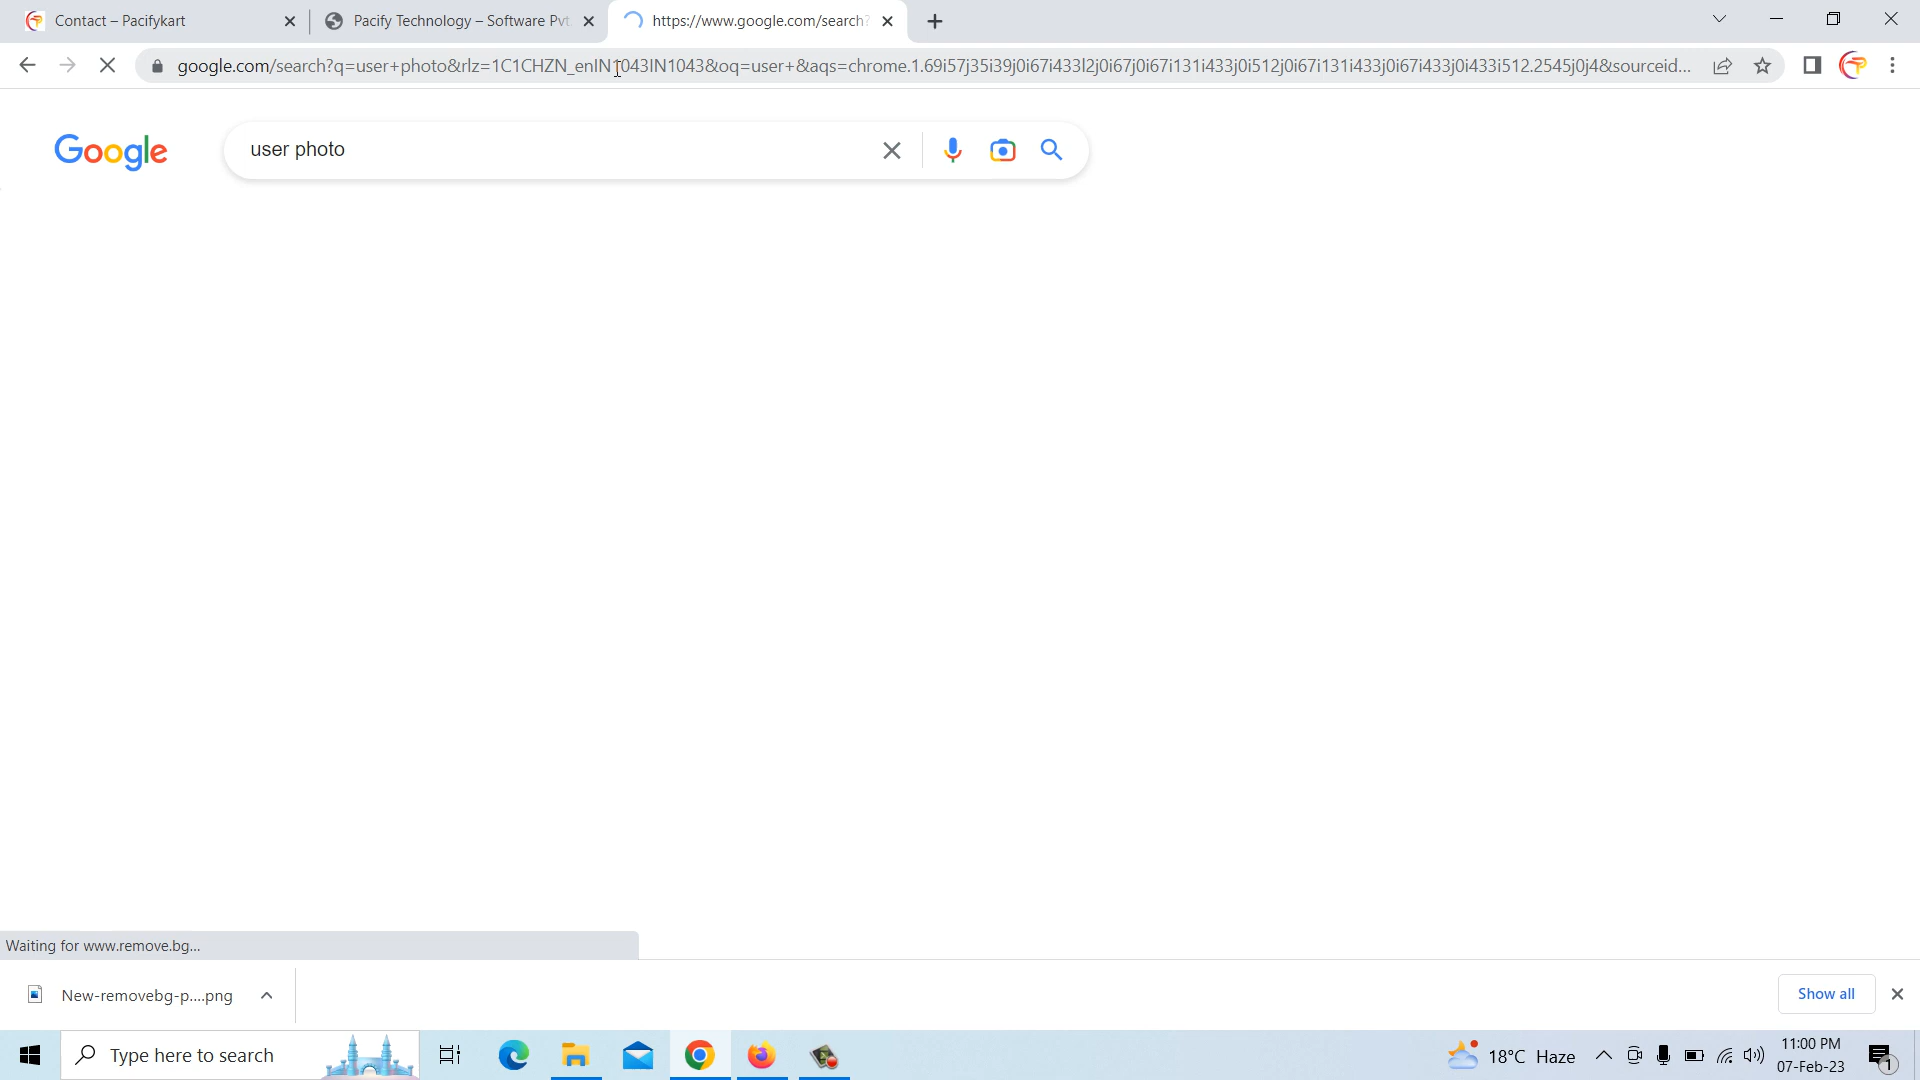 Contact – Pacifykart
Pacify Technology – Software Pvt.
https://www.google.com/search?
google.com/search?q=user+photo&rlz=1C1CHZN_enIN1043IN1043&oq=user+&aqs=chrome.1.69i57j35i39j0i67i433l2j0i67j0i67i131i433j0i512j0i67i131i433j0i67i433j0i433i512.2545j0j4&sourceid...
Google
user photo
Waiting for www.remove.bg...
New-removebg-p....png
Show all
Type here to search
18°C Haze
11:00 PM
07-Feb-23
1